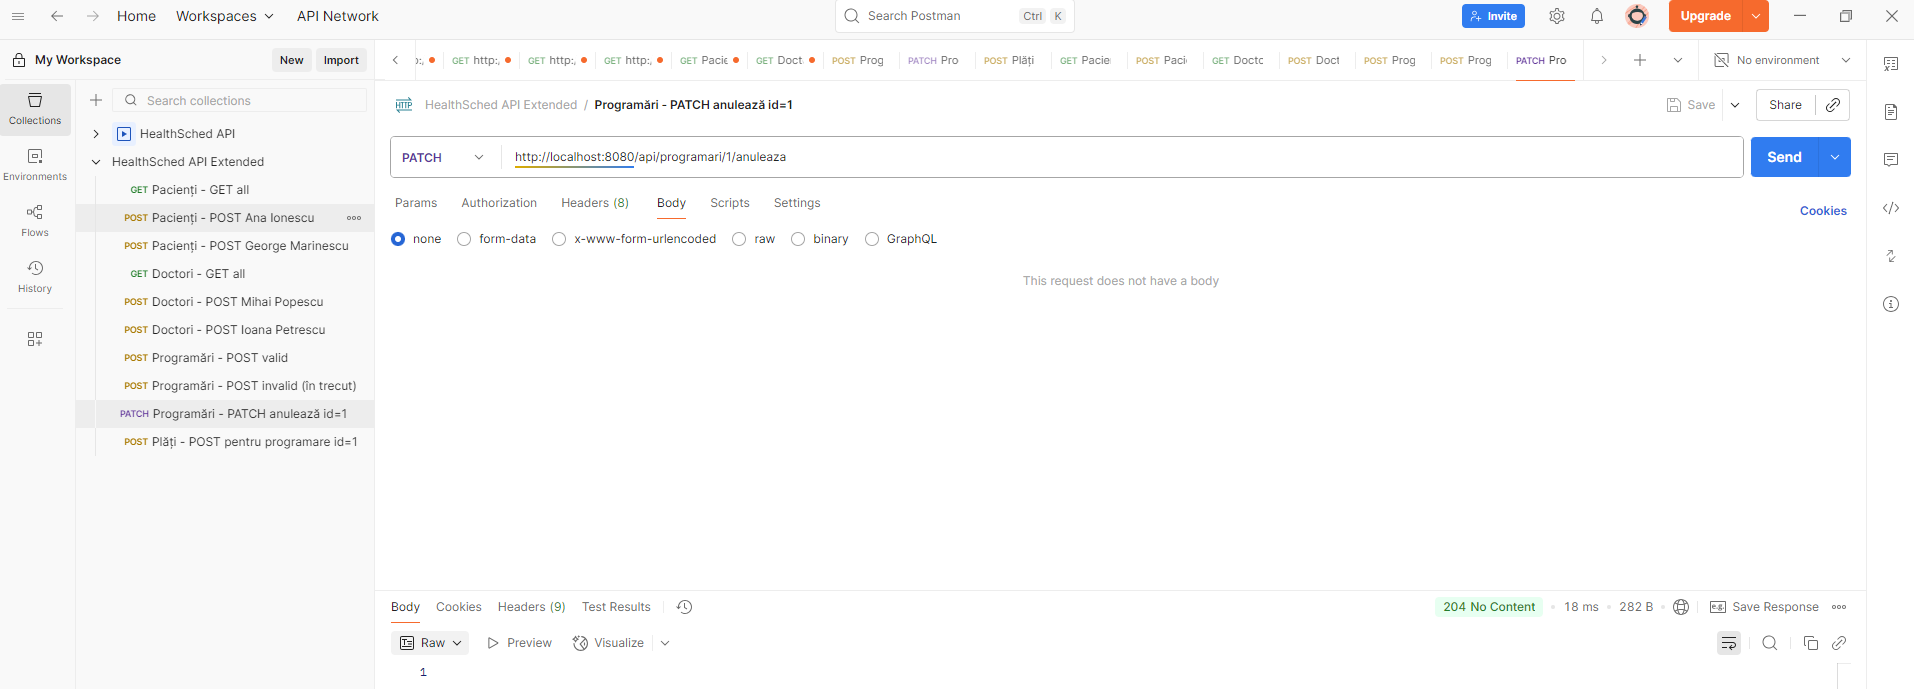 Home Workspaces API Network Search Postman Ctrl K Invite Upgrade
My Workspace New Import
GET http:, GET http:, GET http:, GET Pacie GET Doct POST Prog PATCH Pro POST Plăți GET Pacie POST Paci GET Docto POST Doct POST Prog POST Prog PATCH Pro No environment
Collections
Environments
Flows
History
Search collections
HealthSched API
HealthSched API Extended
GET Pacienți - GET all
POST Pacienți - POST Ana Ionescu
POST Pacienți - POST George Marinescu
GET Doctori - GET all
POST Doctori - POST Mihai Popescu
POST Doctori - POST Ioana Petrescu
POST Programări - POST valid
POST Programări - POST invalid (în trecut)
PATCH Programări - PATCH anulează id=1
POST Plăți - POST pentru programare id=1
HTTP HealthSched API Extended / Programări - PATCH anulează id=1 Save Share
PATCH http://localhost:8080/api/programari/1/anuleaza Send
Params Authorization Headers (8) Body Scripts Settings Cookies
none form-data x-www-form-urlencoded raw binary GraphQL
This request does not have a body
Body Cookies Headers (9) Test Results 204 No Content 18 ms 282 B e.g. Save Response
Raw Preview Visualize
1